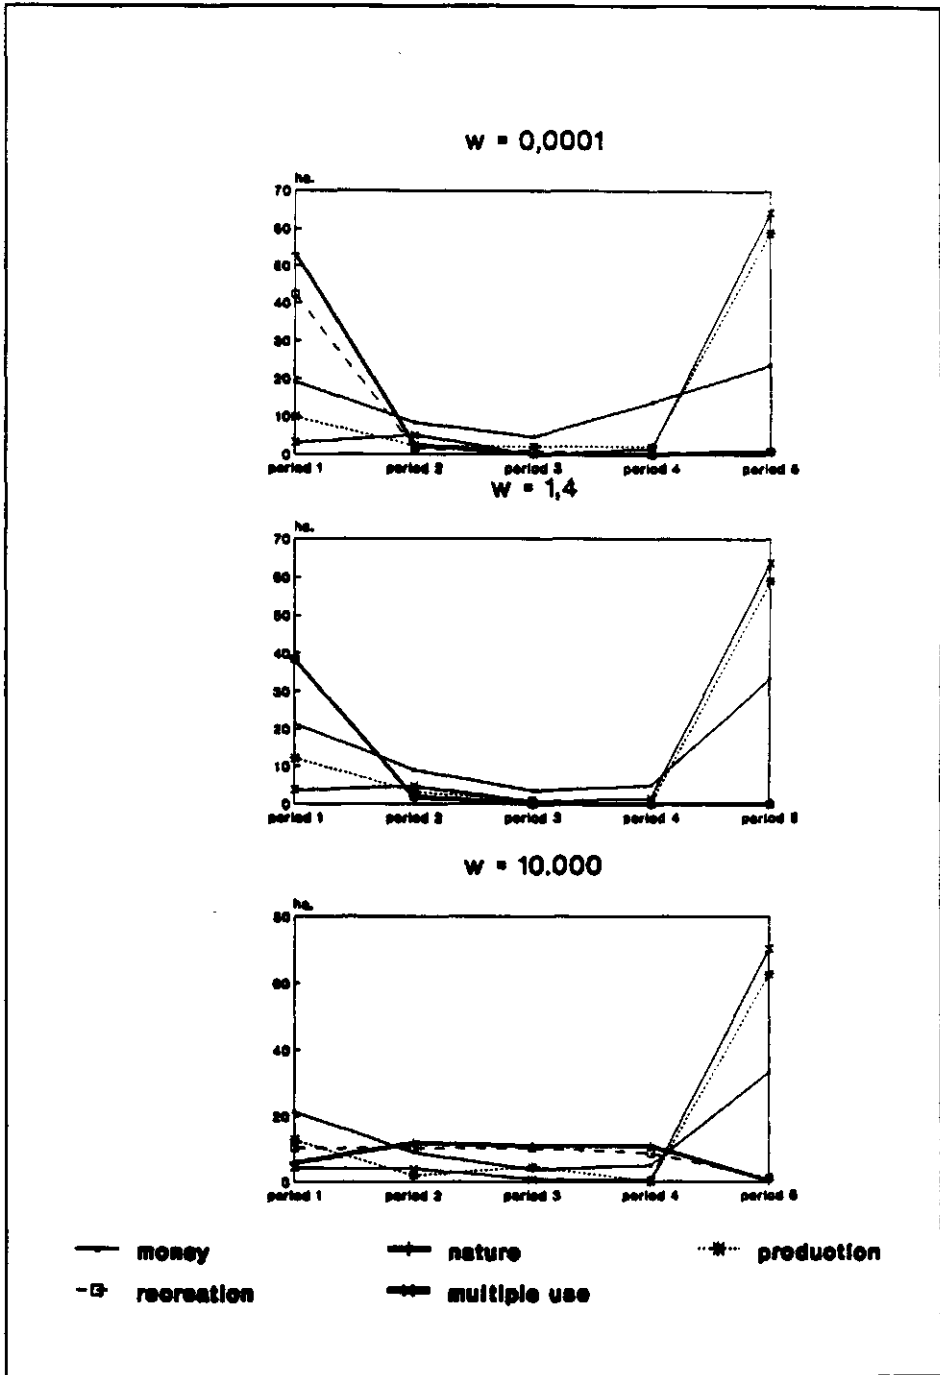 w = 0,0001
ha.
70
60
50
40
30
20
10
0
period 1 period 2 period 3 period 4 period 5
w = 1,4
ha.
70
60
50
40
30
20
10
0
period 1 period 2 period 3 period 4 period 5
w = 10.000
ha.
80
60
40
20
0
period 1 period 2 period 3 period 4 period 5
money nature production
recreation multiple use